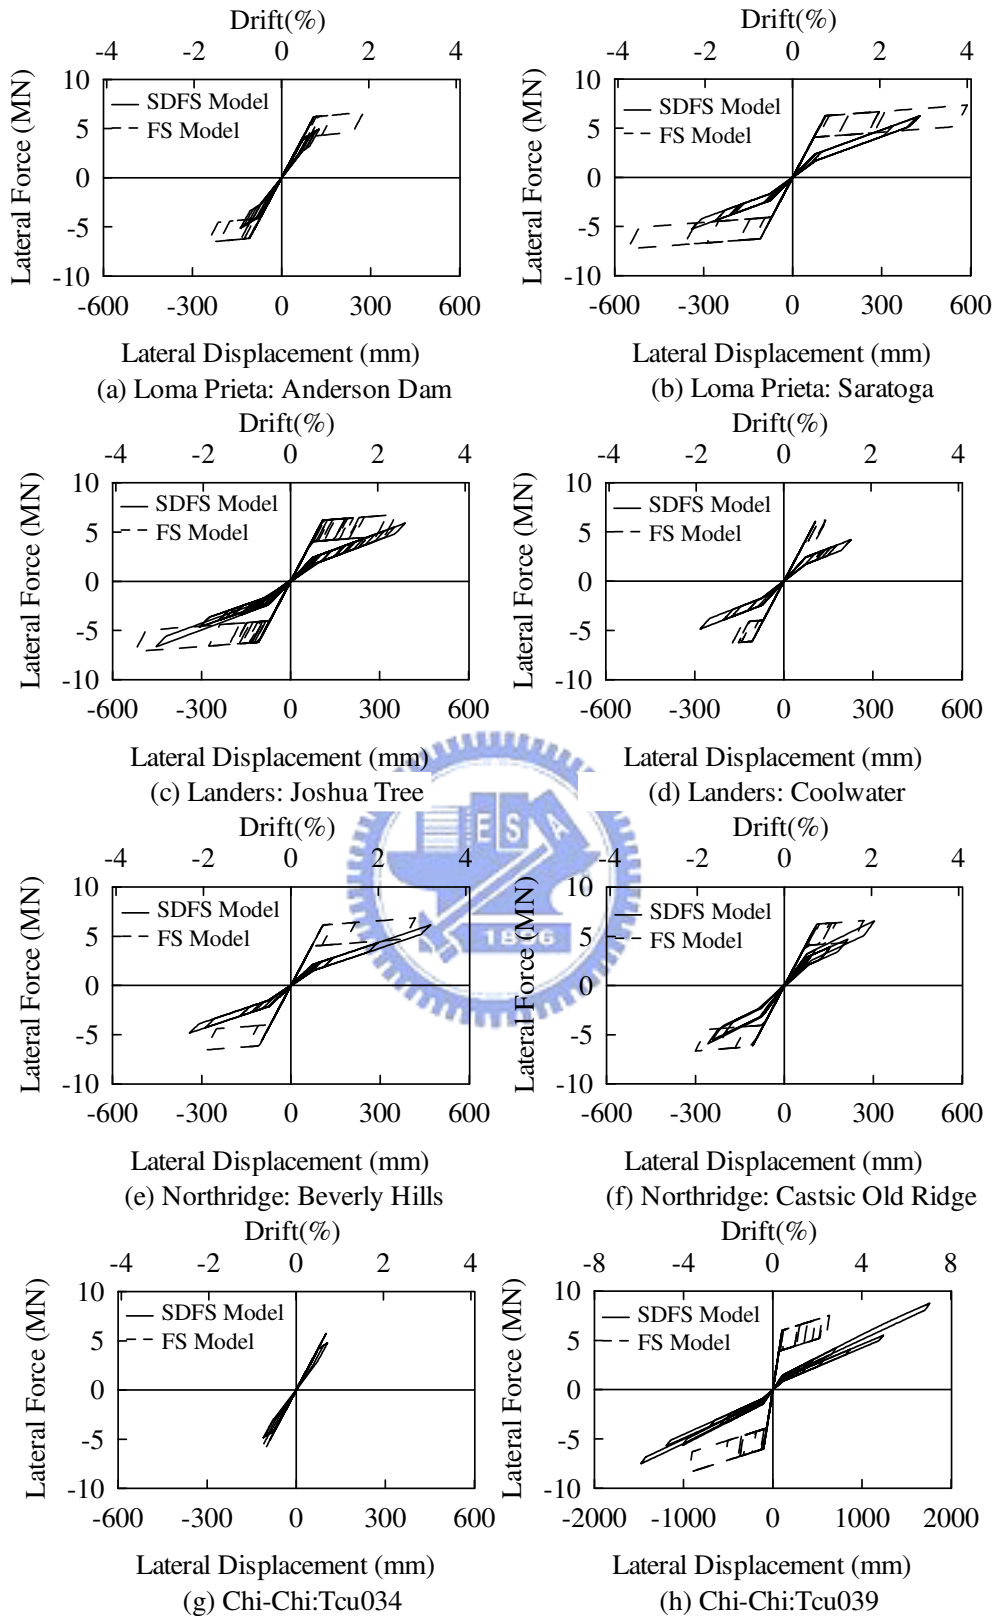 Drift(%)
-4 -2 0 2 4
Lateral Force (MN)
10
5
0
-5
-10
SDFS Model
FS Model
-600 -300 0 300 600
Lateral Displacement (mm)
(a) Loma Prieta: Anderson Dam
Drift(%)
-4 -2 0 2 4
Lateral Force (MN)
10
5
0
-5
-10
SDFS Model
FS Model
-600 -300 0 300 600
Lateral Displacement (mm)
(b) Loma Prieta: Saratoga
Drift(%)
-4 -2 0 2 4
Lateral Force (MN)
10
5
0
-5
-10
SDFS Model
FS Model
-600 -300 0 300 600
Lateral Displacement (mm)
(c) Landers: Joshua Tree
Drift(%)
-4 -2 0 2 4
Lateral Force (MN)
10
5
0
-5
-10
SDFS Model
FS Model
-600 -300 0 300 600
Lateral Displacement (mm)
(d) Landers: Coolwater
Drift(%)
-4 -2 0 2 4
Lateral Force (MN)
10
5
0
-5
-10
SDFS Model
FS Model
-600 -300 0 300 600
Lateral Displacement (mm)
(e) Northridge: Beverly Hills
E S A
1896
Drift(%)
-4 -2 0 2 4
Lateral Force (MN)
10
5
0
-5
-10
SDFS Model
FS Model
-600 -300 0 300 600
Lateral Displacement (mm)
(f) Northridge: Castsic Old Ridge
Drift(%)
-4 -2 0 2 4
Lateral Force (MN)
10
5
0
-5
-10
SDFS Model
FS Model
-600 -300 0 300 600
Lateral Displacement (mm)
(g) Chi-Chi:Tcu034
Drift(%)
-8 -4 0 4 8
Lateral Force (MN)
10
5
0
-5
-10
SDFS Model
FS Model
-2000 -1000 0 1000 2000
Lateral Displacement (mm)
(h) Chi-Chi:Tcu039